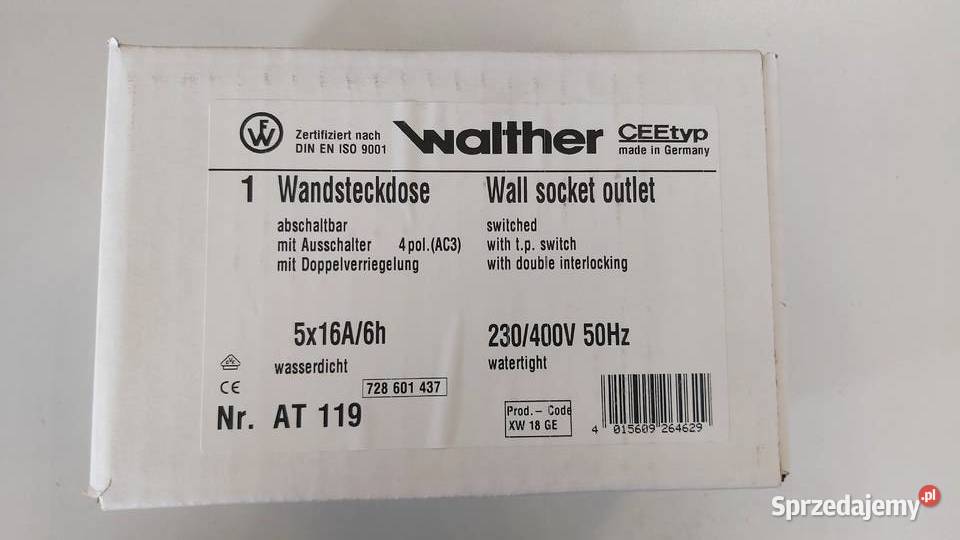 FW
Zertifiziert nach
DIN EN ISO 9001
Walther
CEEtyp
made in Germany
1 Wandsteckdose
Wall socket outlet
abschaltbar
switched
mit Ausschalter 4pol.(AC3)
with t.p. switch
mit Doppelverriegelung
with double interlocking
5x16A/6h
230/400V 50Hz
wasserdicht
watertight
CE
728 601 437
Nr. AT 119
Prod.- Code
XW 18 GE
4 015609 264629
Sprzedajemy.pl